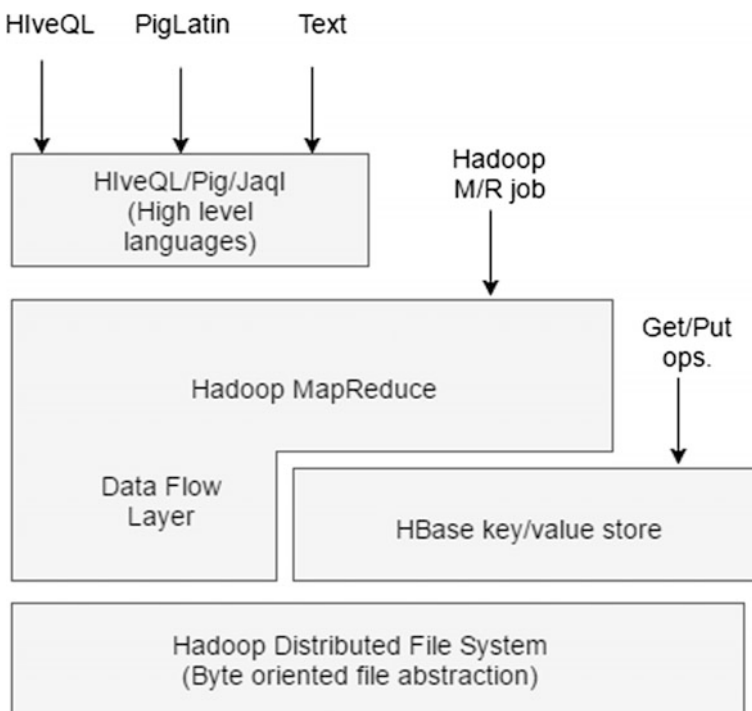 HIveQL
PigLatin
Text
HIveQL/Pig/Jaql
(High level
languages)
Hadoop
M/R job
Get/Put
ops.
Hadoop MapReduce
Data Flow
Layer
HBase key/value store
Hadoop Distributed File System
(Byte oriented file abstraction)